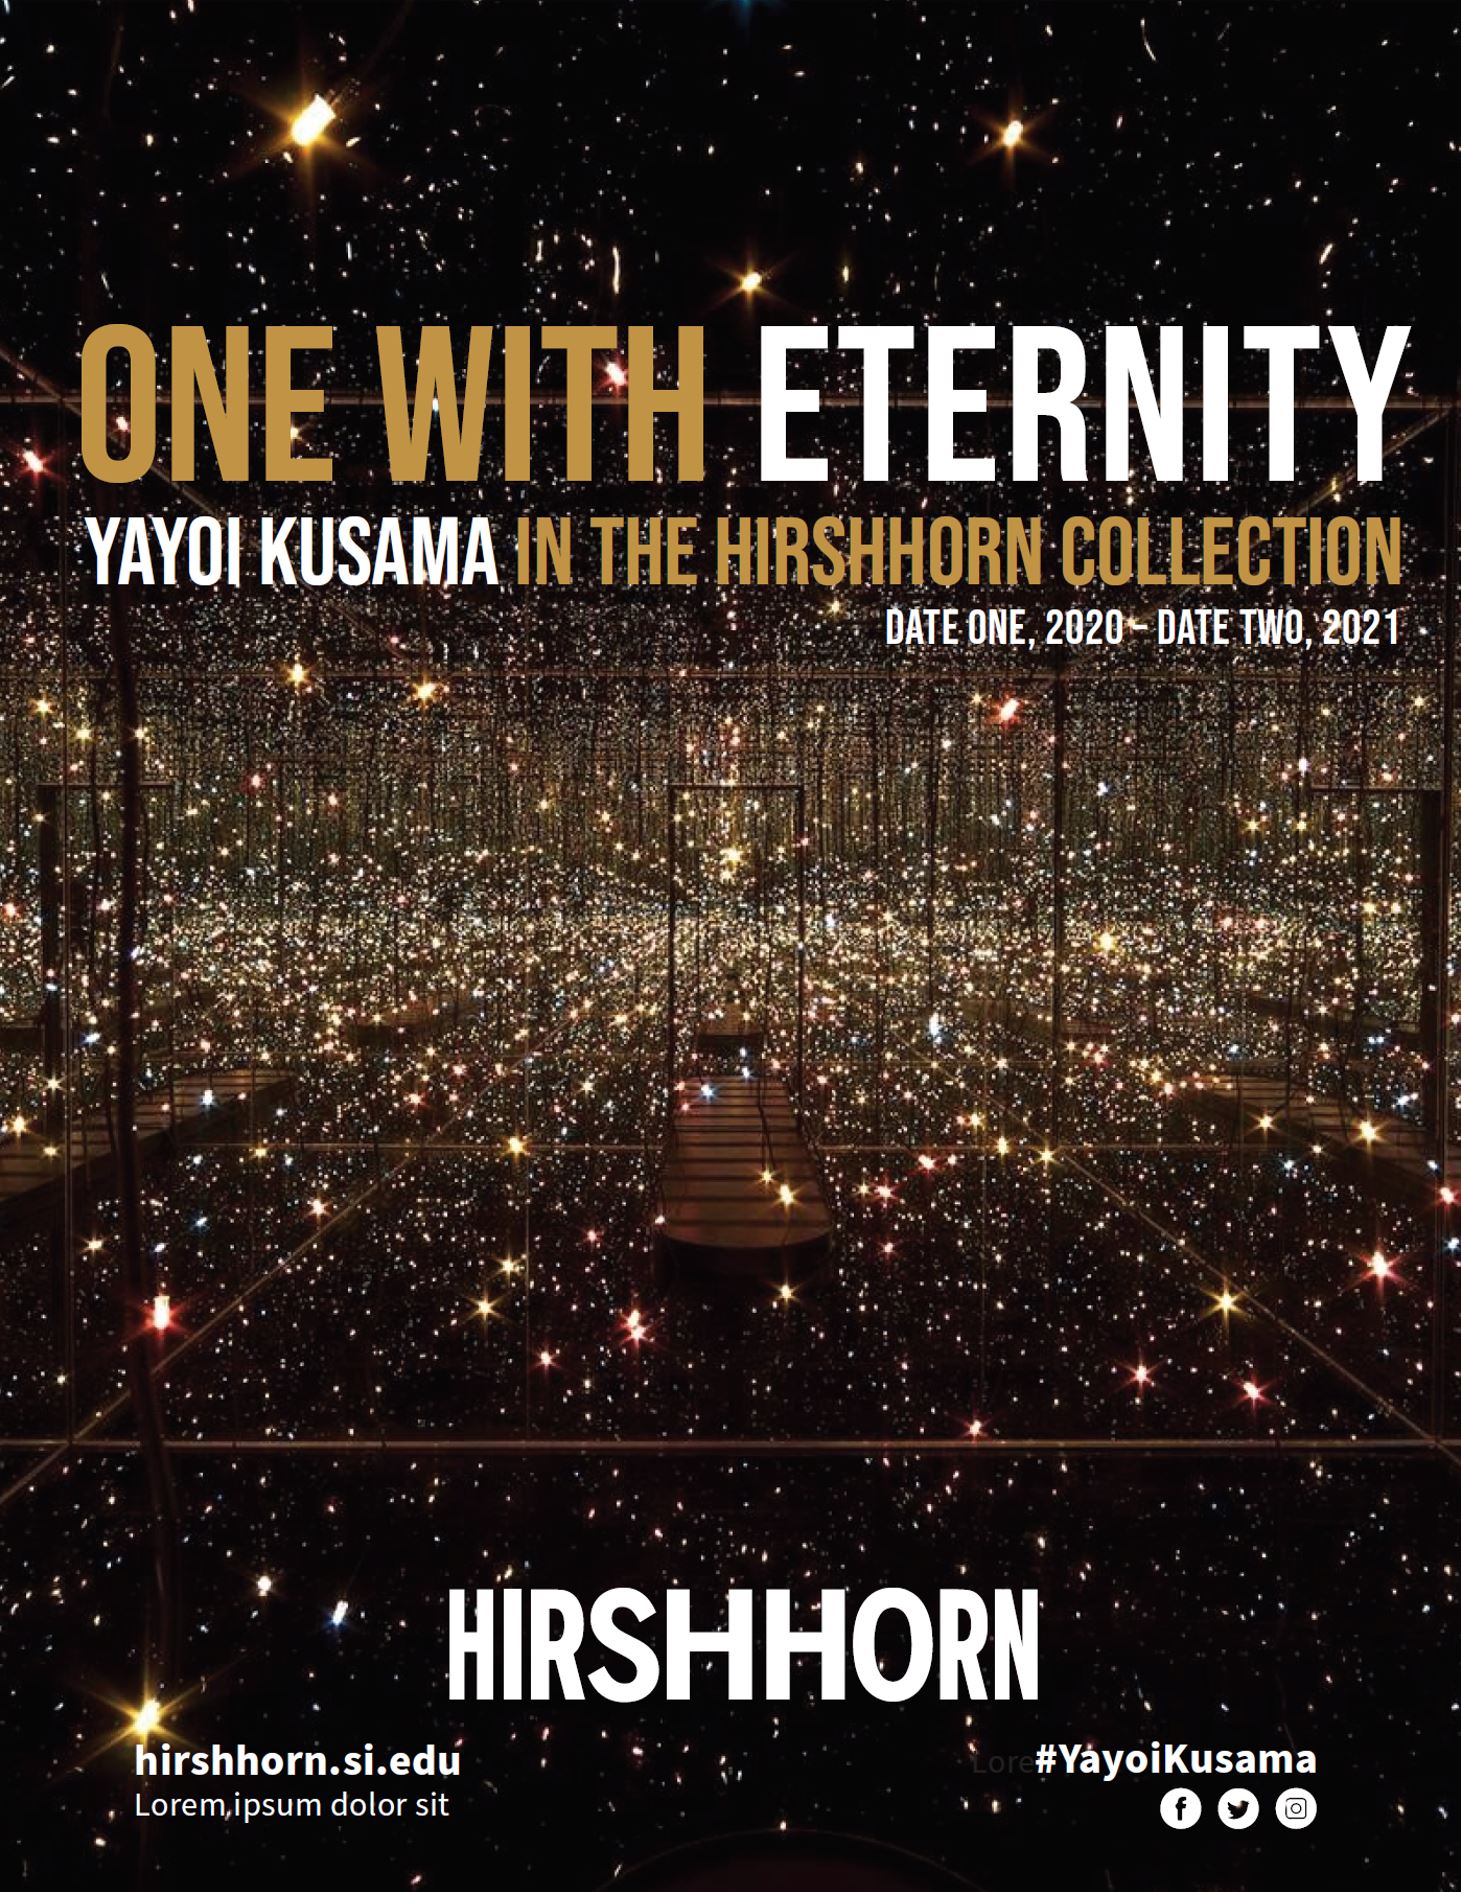 ONE WITH ETERNITY
YAYOI KUSAMA IN THE HIRSHHORN COLLECTION
DATE ONE, 2020 – DATE TWO, 2021
HIRSHHORN
hirshhorn.si.edu
Lorem ipsum dolor sit
Lore#YayoiKusama